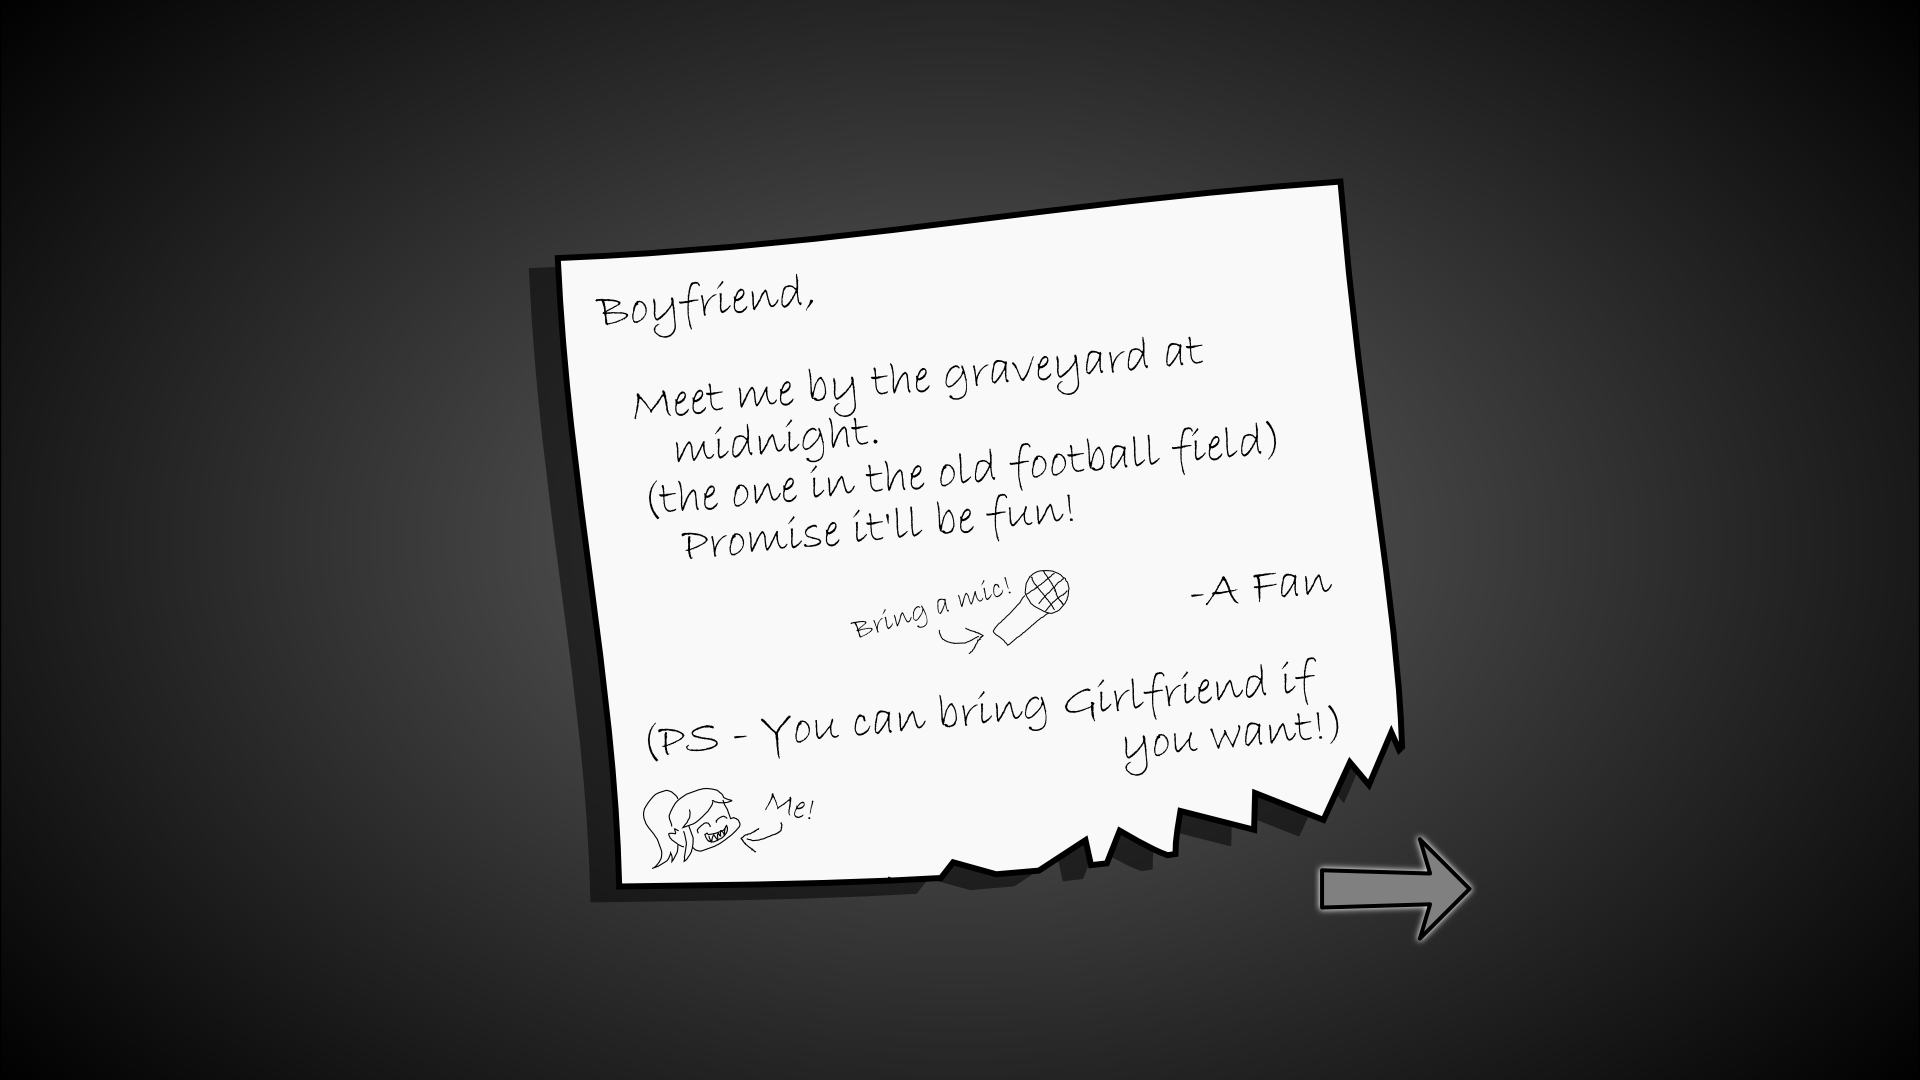 Boyfriend,
Meet me by the graveyard at
midnight.
(the one in the old football field)
Promise it'll be fun!
Bring a mic!
-A Fan
(PS - You can bring Girlfriend if
you want!)
Me!